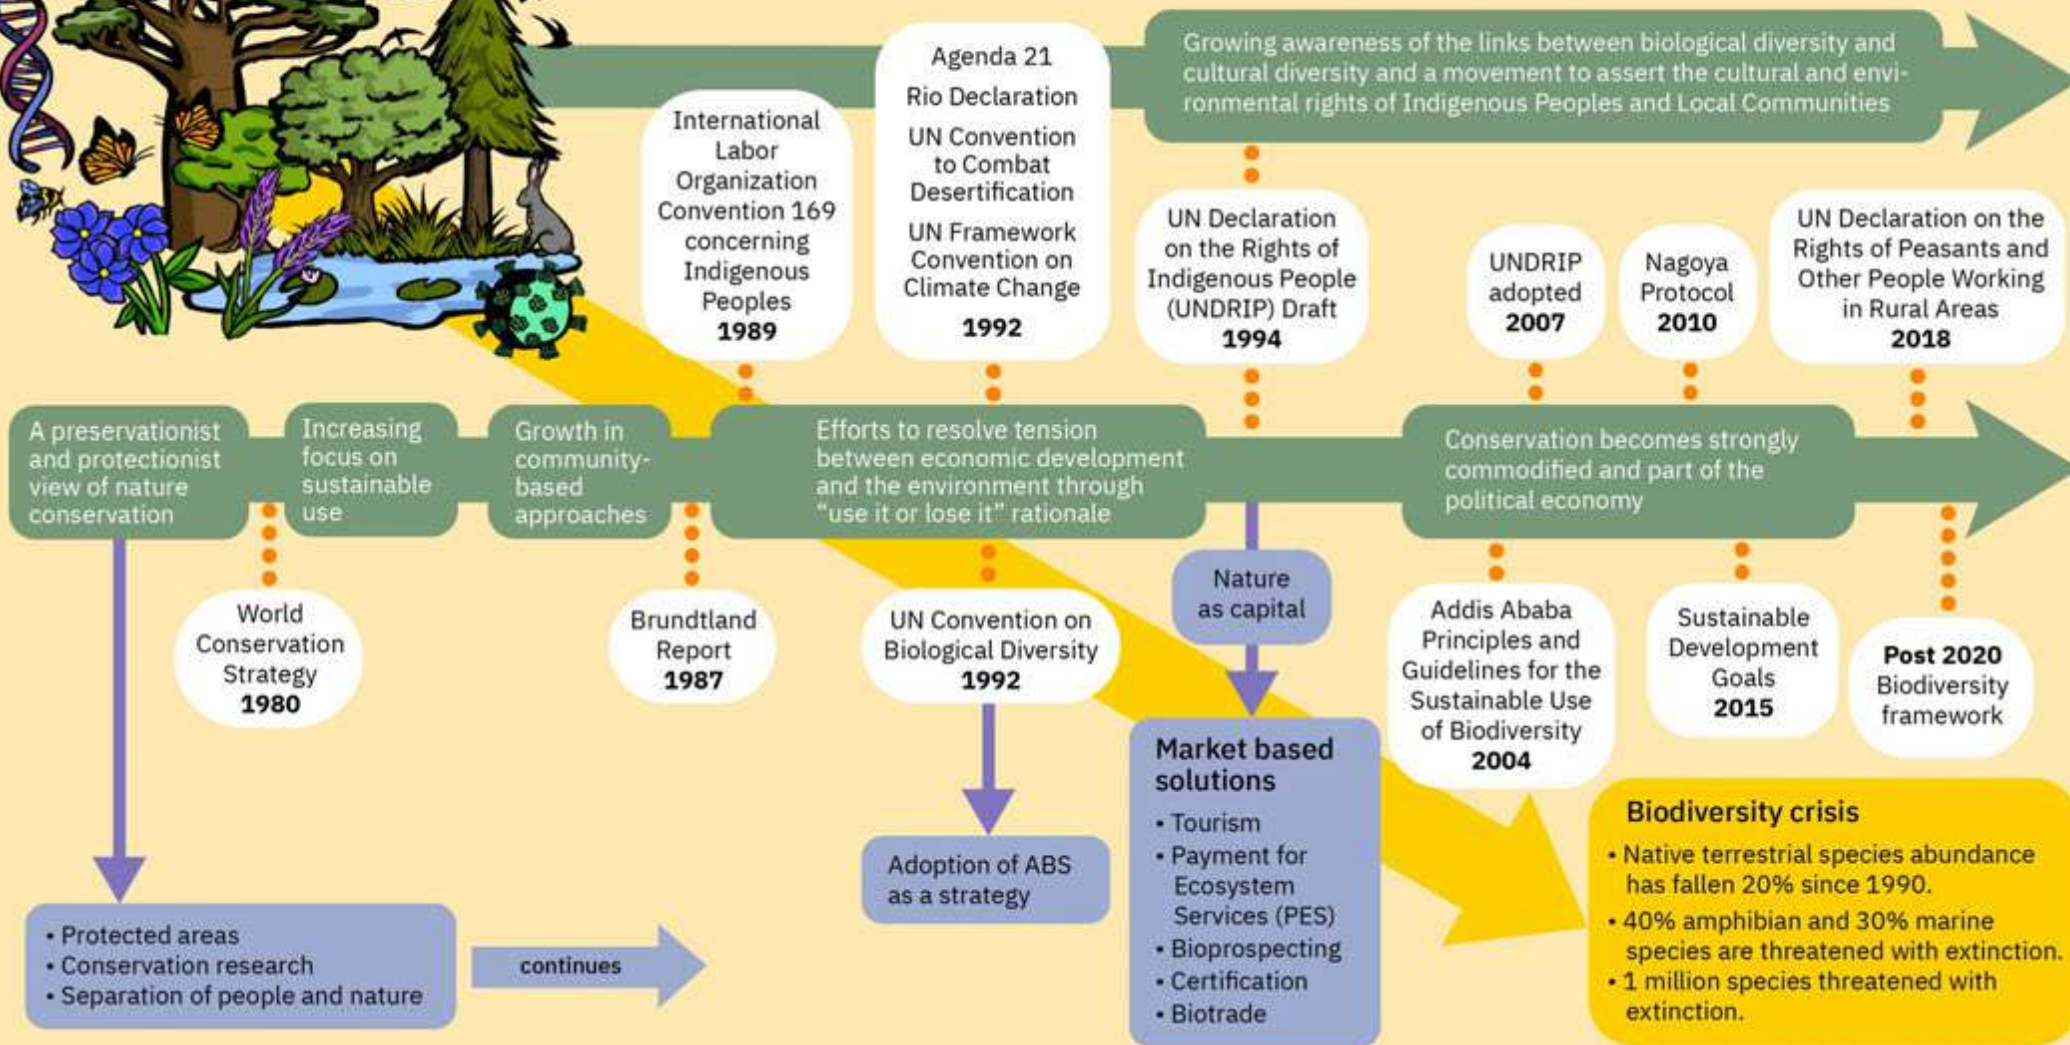 Growing awareness of the links between biological diversity and
cultural diversity and a movement to assert the cultural and envi-
ronmental rights of Indigenous Peoples and Local Communities
International
Labor
Organization
Convention 169
concerning
Indigenous
Peoples
1989
Agenda 21
Rio Declaration
UN Convention
to Combat
Desertification
UN Framework
Convention on
Climate Change
1992
UN Declaration
on the Rights of
Indigenous People
(UNDRIP) Draft
1994
UNDRIP
adopted
2007
Nagoya
Protocol
2010
UN Declaration on the
Rights of Peasants and
Other People Working
in Rural Areas
2018
A preservationist
and protectionist
view of nature
conservation
Increasing
focus on
sustainable
use
Growth in
community-
based
approaches
Efforts to resolve tension
between economic development
and the environment through
“use it or lose it” rationale
Conservation becomes strongly
commodified and part of the
political economy
World
Conservation
Strategy
1980
Brundtland
Report
1987
UN Convention on
Biological Diversity
1992
Nature
as capital
Addis Ababa
Principles and
Guidelines for the
Sustainable Use
of Biodiversity
2004
Sustainable
Development
Goals
2015
Post 2020
Biodiversity
framework
• Protected areas
• Conservation research
• Separation of people and nature
continues
Adoption of ABS
as a strategy
Market based
solutions
• Tourism
• Payment for
Ecosystem
Services (PES)
• Bioprospecting
• Certification
• Biotrade
Biodiversity crisis
• Native terrestrial species abundance
has fallen 20% since 1990.
• 40% amphibian and 30% marine
species are threatened with extinction.
• 1 million species threatened with
extinction.